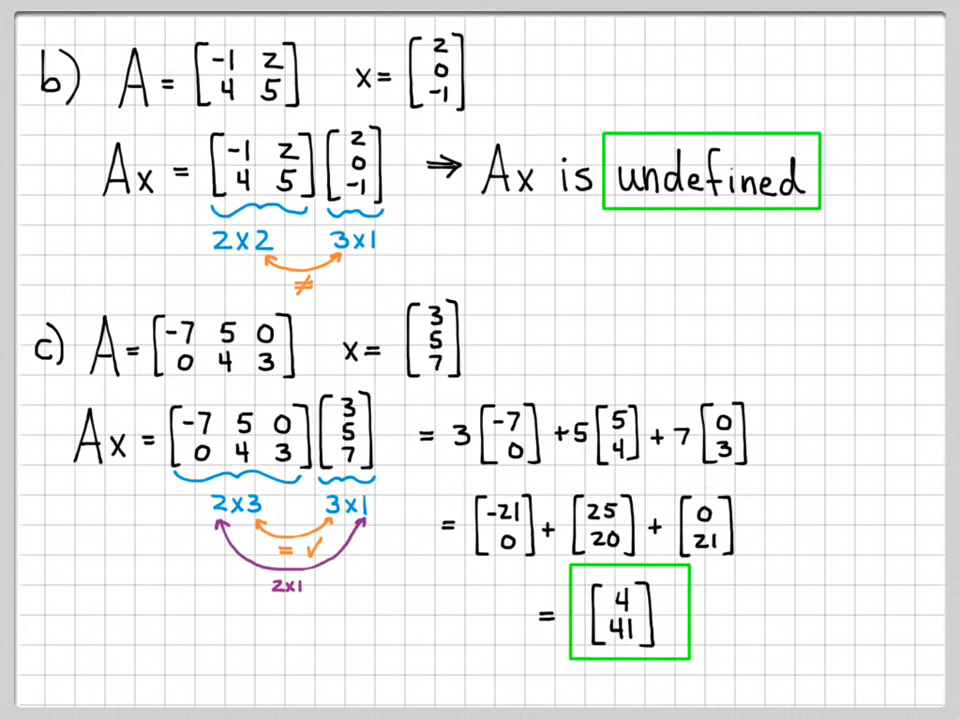 b) A = [-1 2; 4 5] x = [2; 0; -1]
Ax = [-1 2; 4 5] [2; 0; -1] ⇒ Ax is undefined
2x2 3x1
≠
c) A = [-7 5 0; 0 4 3] x = [3; 5; 7]
Ax = [-7 5 0; 0 4 3] [3; 5; 7] = 3 [-7; 0] + 5 [5; 4] + 7 [0; 3]
2x3 3x1
= ✓
2x1
= [-21; 0] + [25; 20] + [0; 21]
= [4; 41]